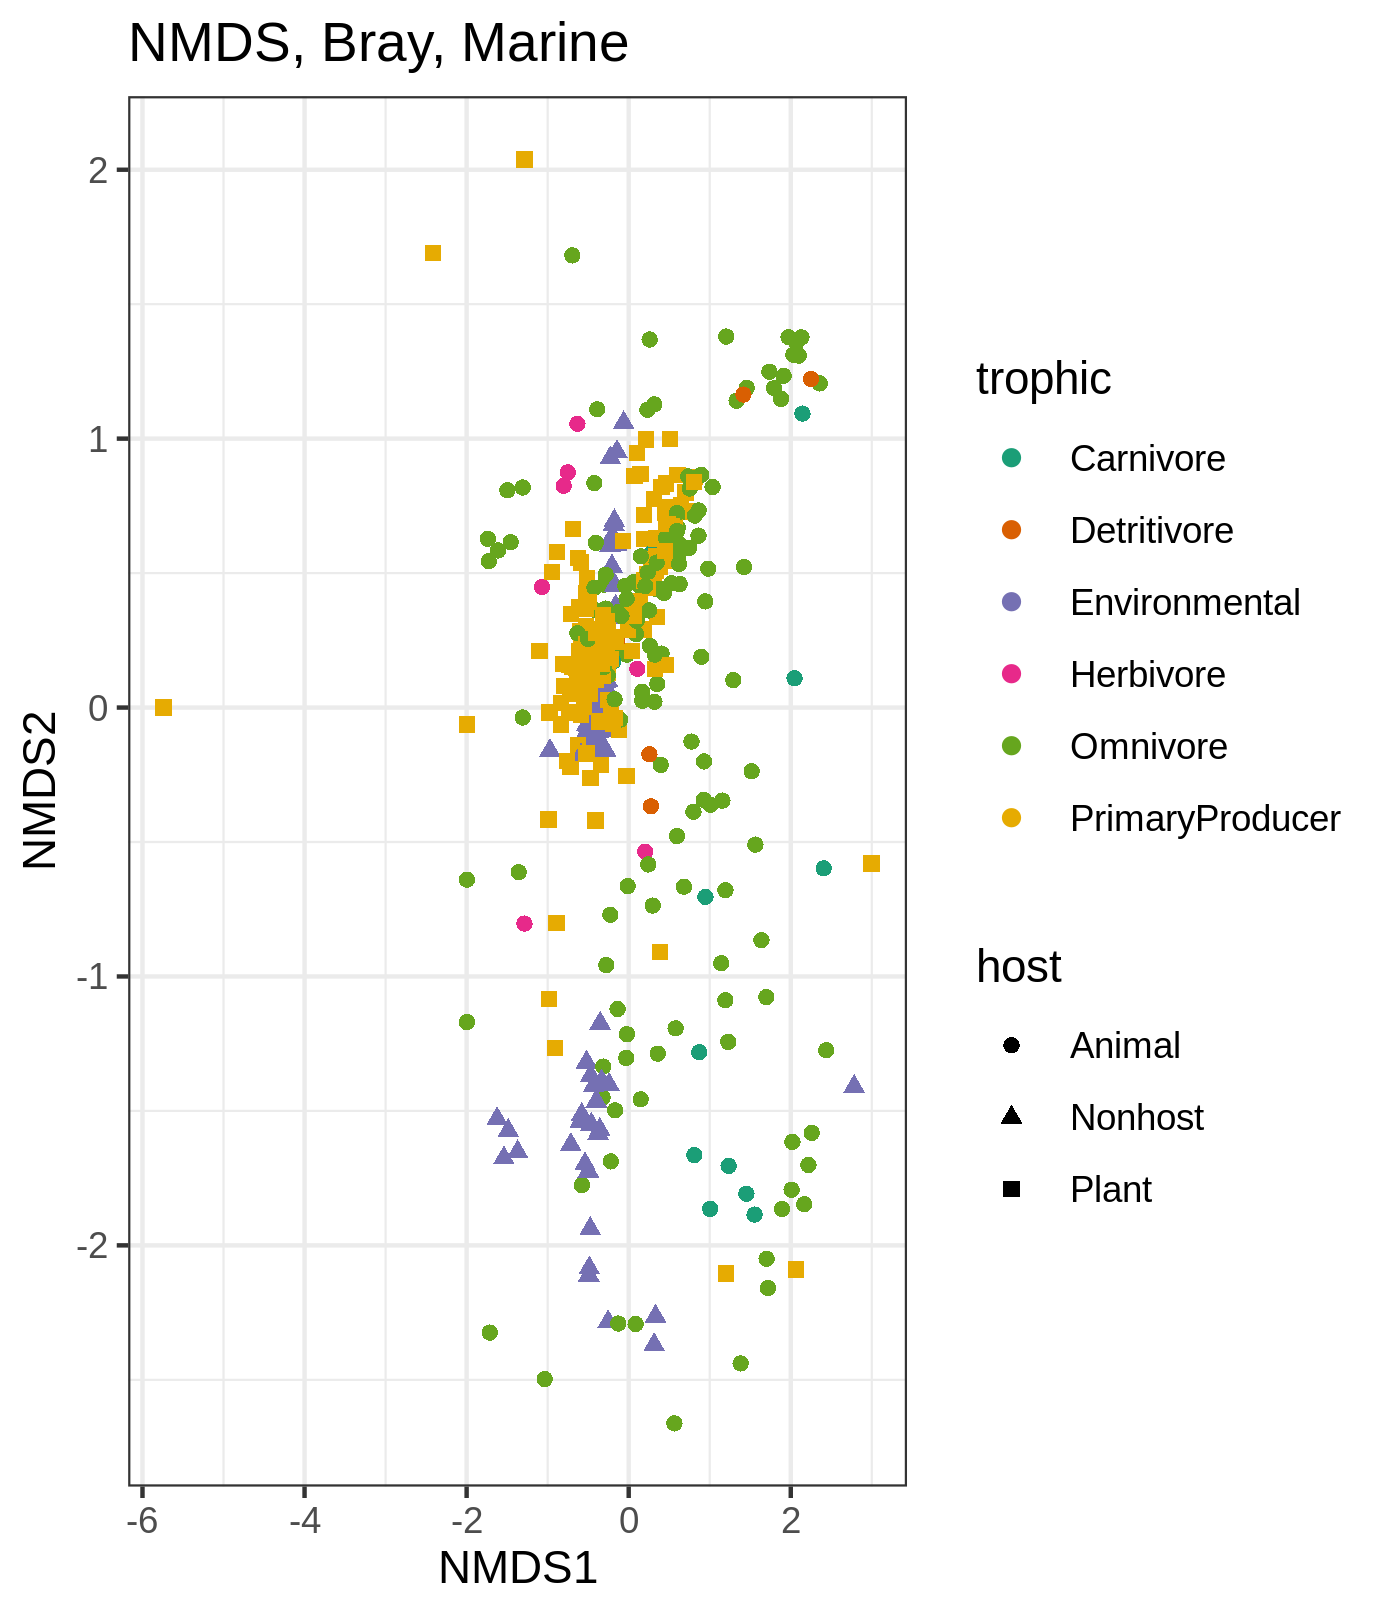 NMDS, Bray, Marine
2
1
0
-1
-2
NMDS2
-6
-4
-2
0
2
NMDS1
trophic
Carnivore
Detritivore
Environmental
Herbivore
Omnivore
PrimaryProducer
host
Animal
Nonhost
Plant